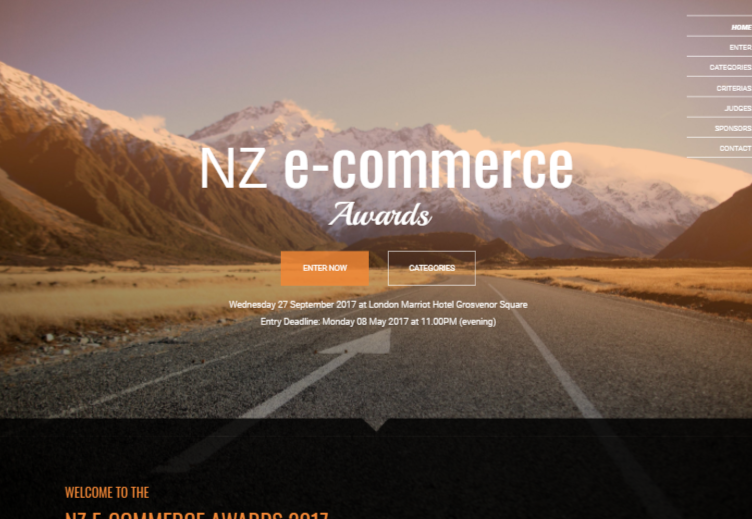 HOME
ENTER
CATEGORIES
CRITERIAS
JUDGES
SPONSORS
CONTACT
NZ e-commerce
Awards
ENTER NOW
CATEGORIES
Wednesday 27 September 2017 at London Marriot Hotel Grosvenor Square
Entry Deadline: Monday 08 May 2017 at 11.00PM (evening)
WELCOME TO THE
NZ E-COMMERCE AWARDS 2017